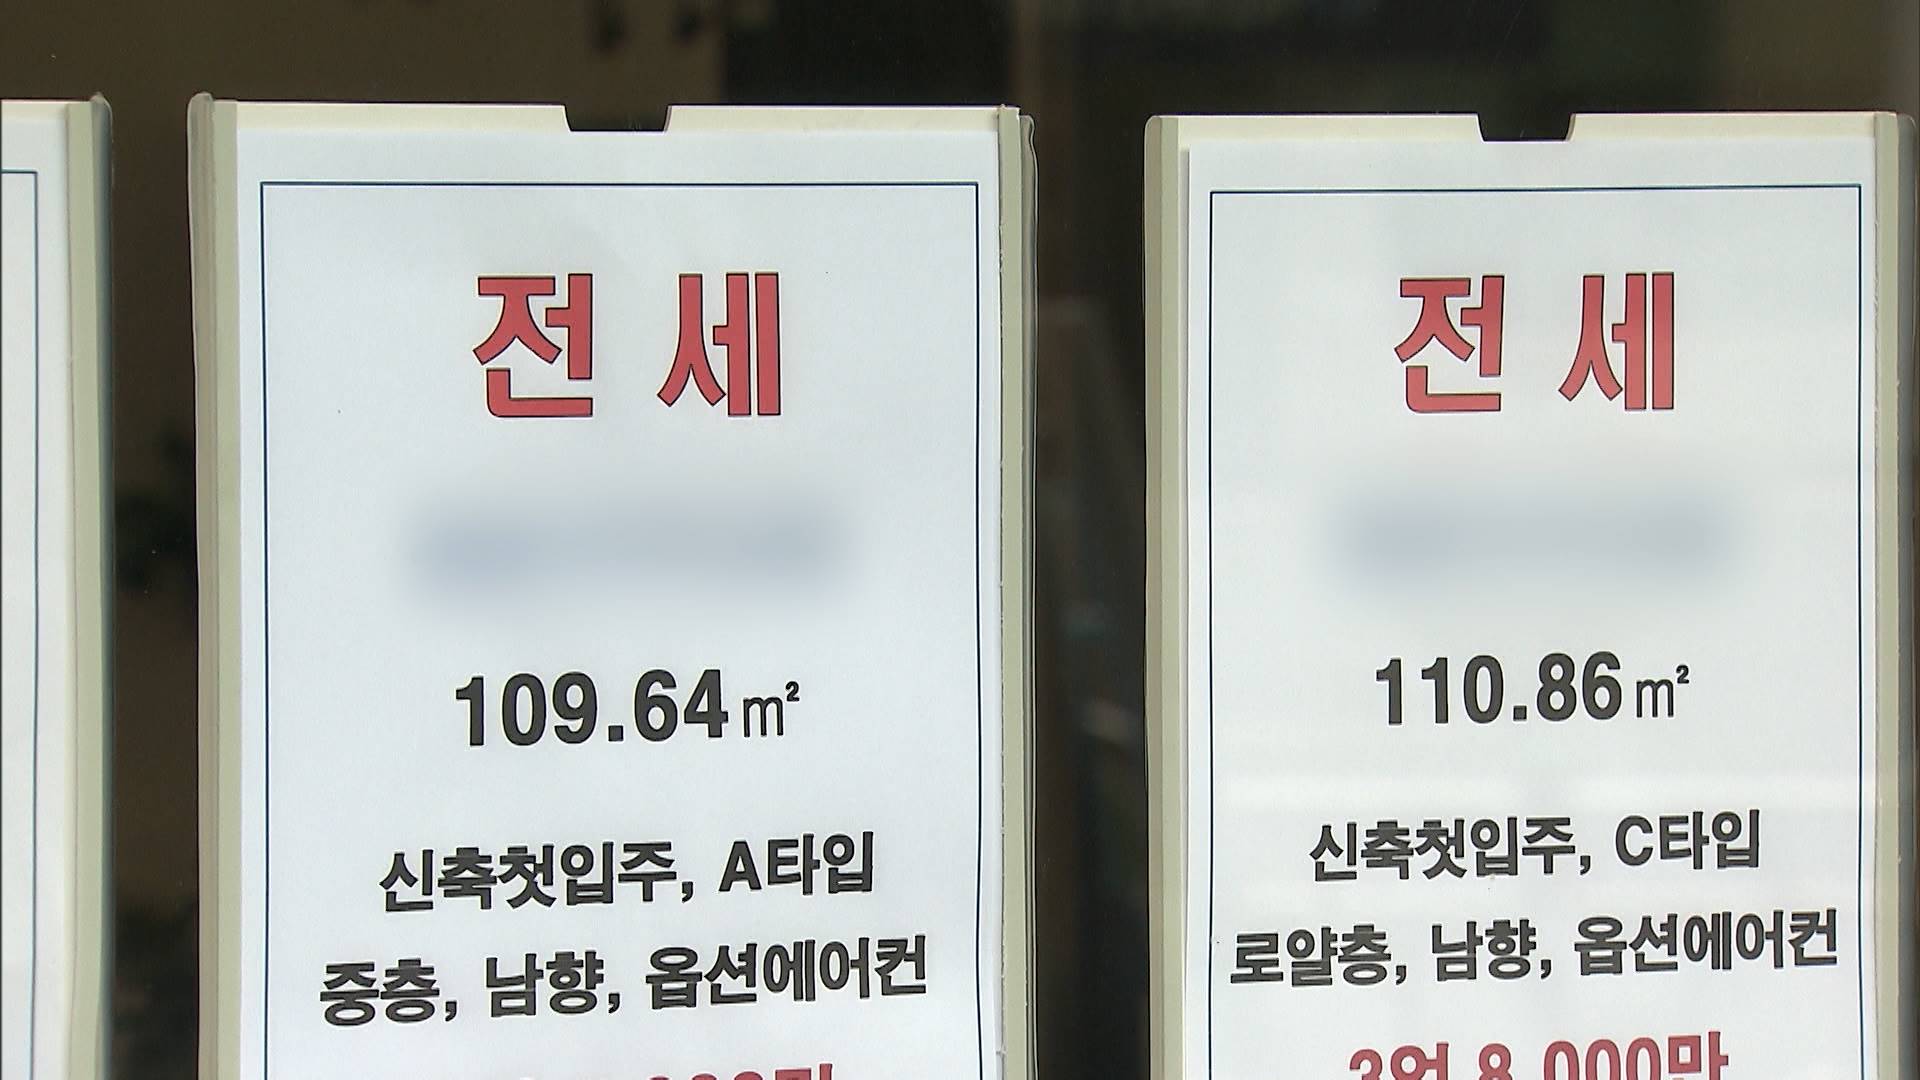 전세
109.64㎡
신축첫입주, A타입
중층, 남향, 옵션에어컨
전세
110.86㎡
신축첫입주, C타입
로얄층, 남향, 옵션에어컨
3억 8,000만